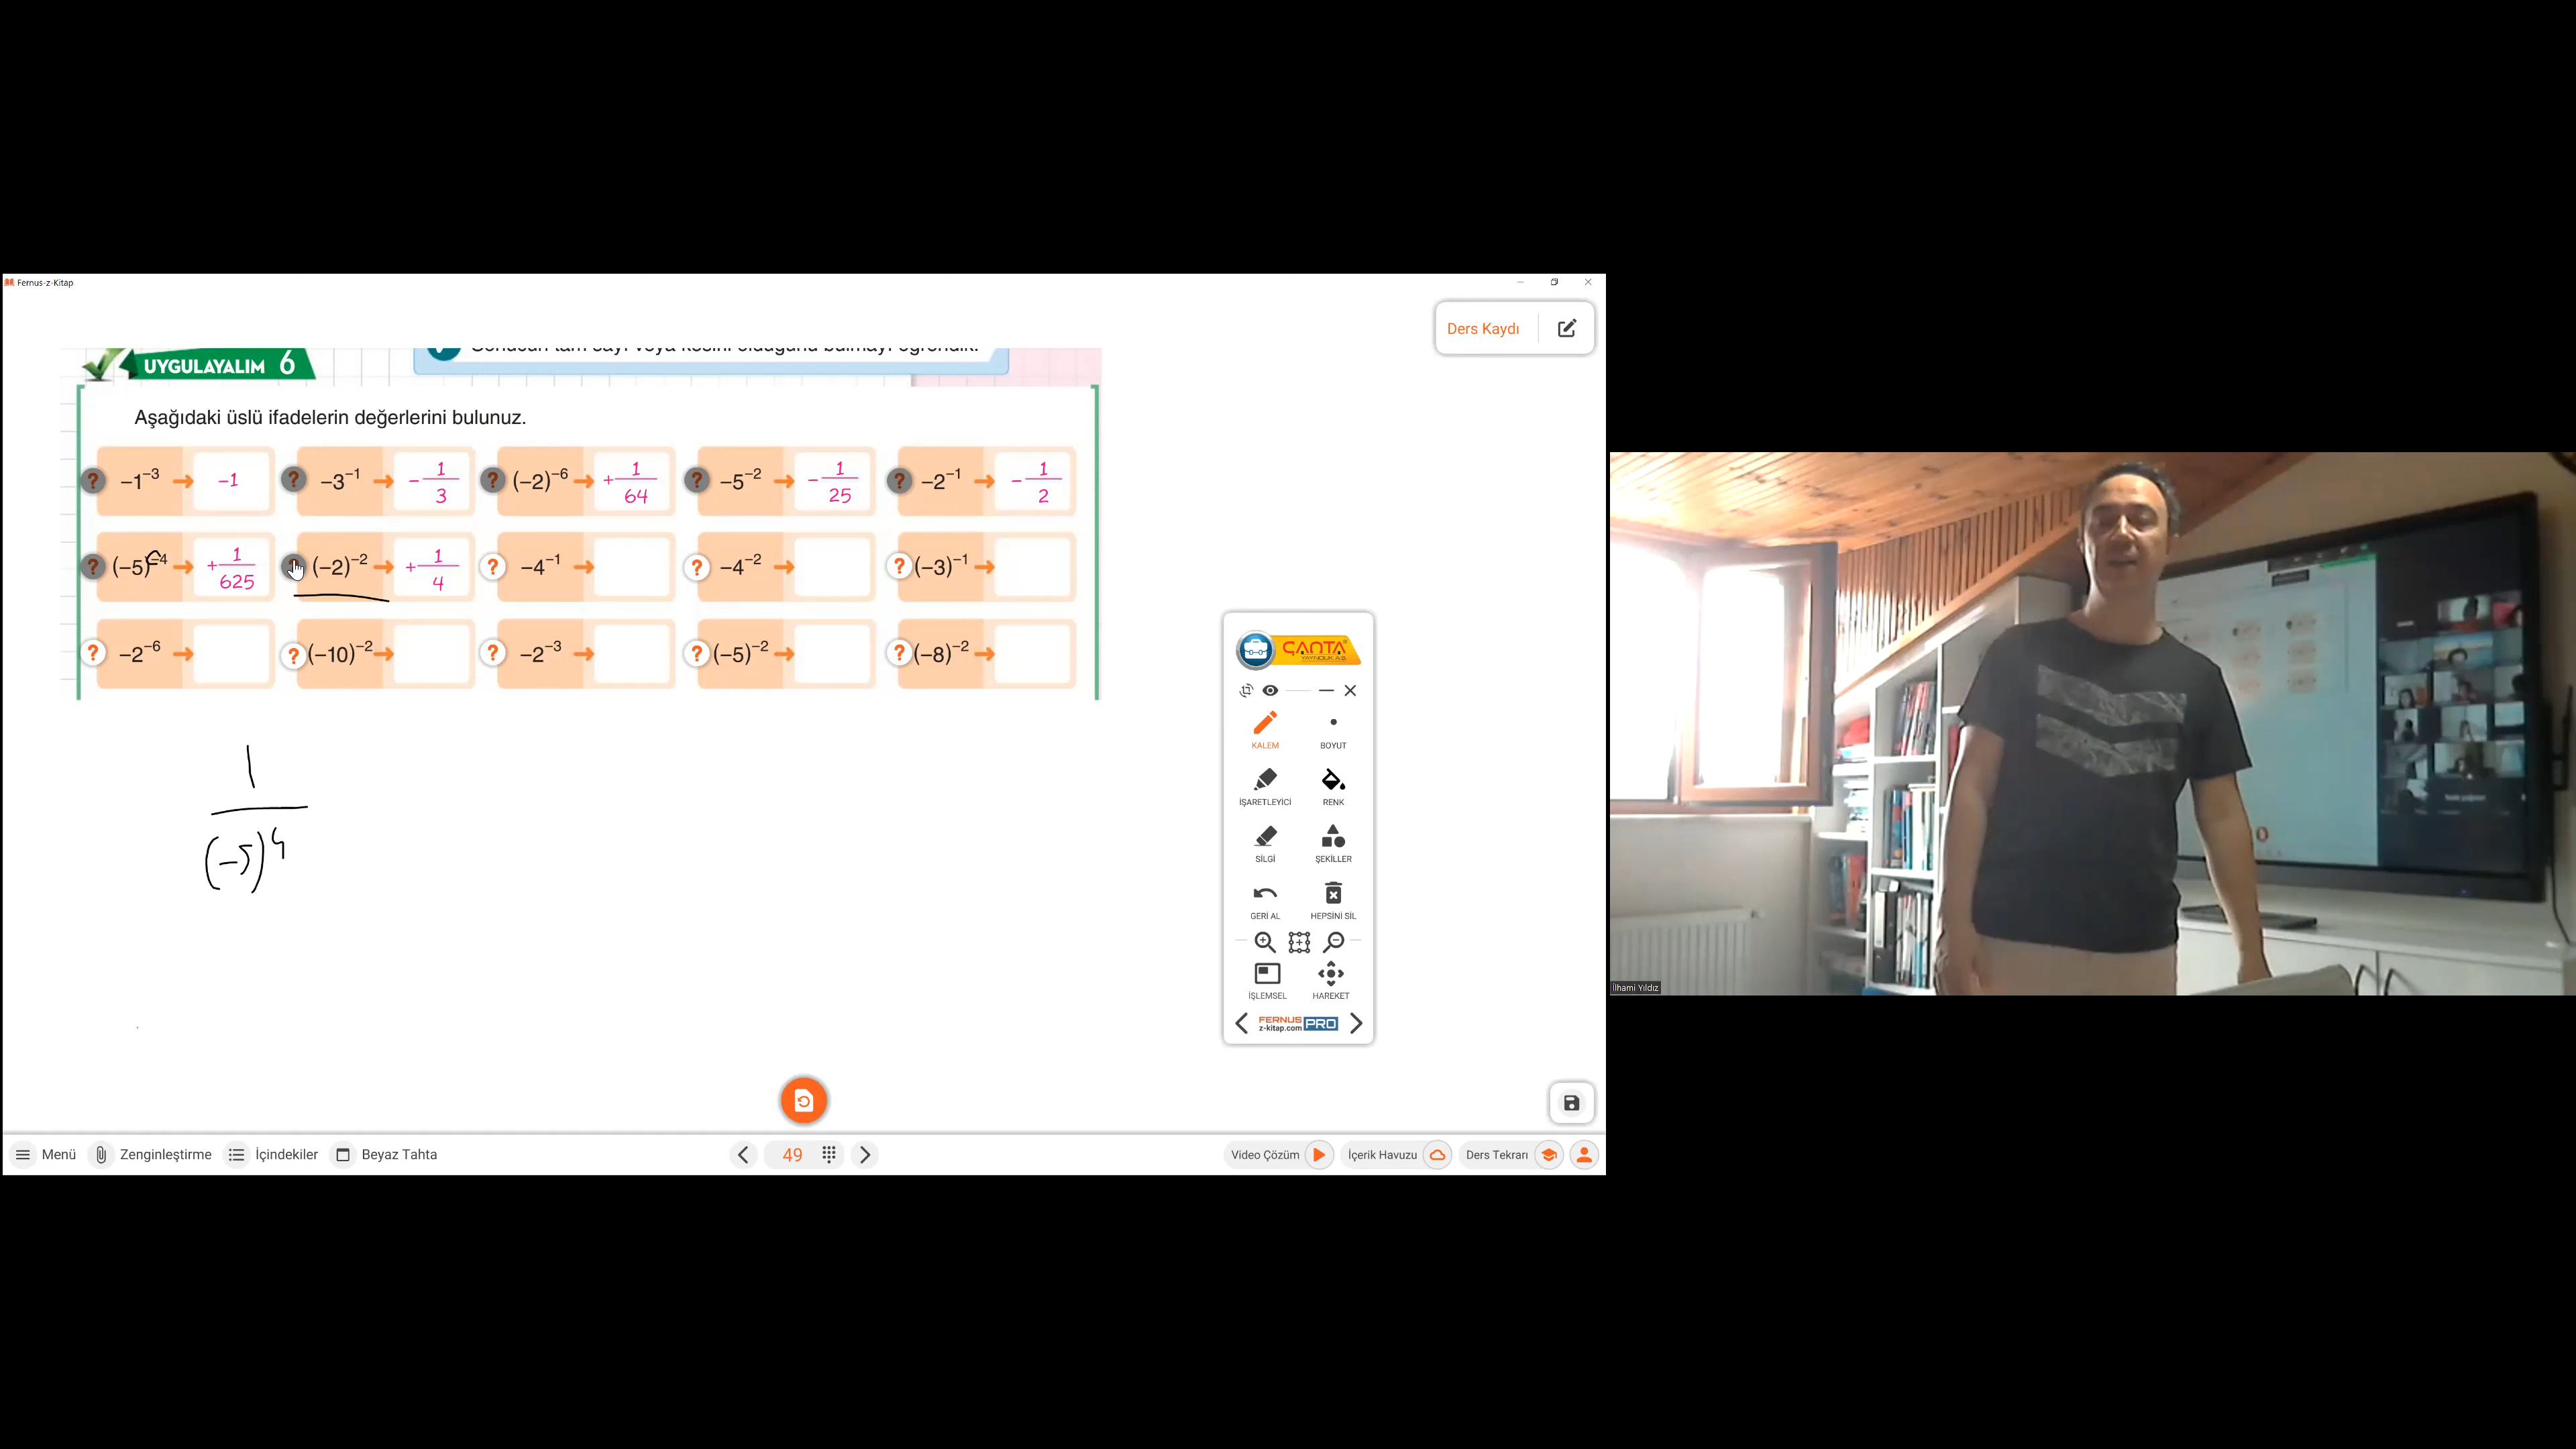 Fernus-z-Kitap
Ders Kaydı
UYGULAYALIM 6
Aşağıdaki üslü ifadelerin değerlerini bulunuz.
? −1⁻³ → −1 ? −3⁻¹ → −1/3 ? (−2)⁻⁶ → +1/64 ? −5⁻² → −1/25 ? −2⁻¹ → −1/2
? (−5)⁻⁴ → +1/625 ? (−2)⁻² → +1/4 ? −4⁻¹ → ? −4⁻² → ? (−3)⁻¹ →
? −2⁻⁶ → ? (−10)⁻² → ? −2⁻³ → ? (−5)⁻² → ? (−8)⁻² →
1
(−5)⁴
ÇANTA
YAYINCILIK A.Ş.
KALEM BOYUT
İŞARETLEYİCİ RENK
SİLGİ ŞEKİLLER
GERİ AL HEPSİNİ SİL
İŞLEMSEL HAREKET
FERNUS
z-kitap.com PRO
İlhami Yıldız
Menü Zenginleştirme İçindekiler Beyaz Tahta 49 Video Çözüm İçerik Havuzu Ders Tekrarı